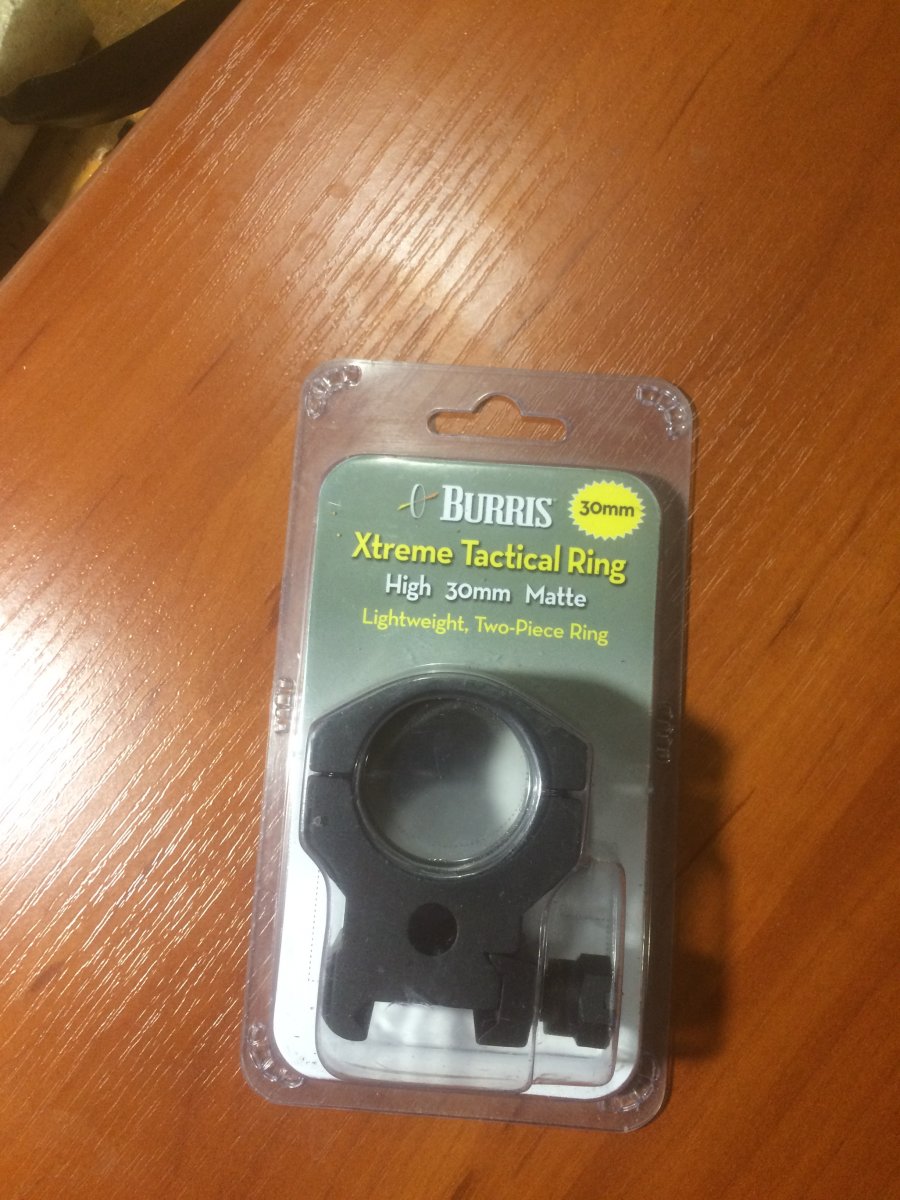 BURRIS
30mm
Xtreme Tactical Ring
High 30mm Matte
Lightweight, Two-Piece Ring